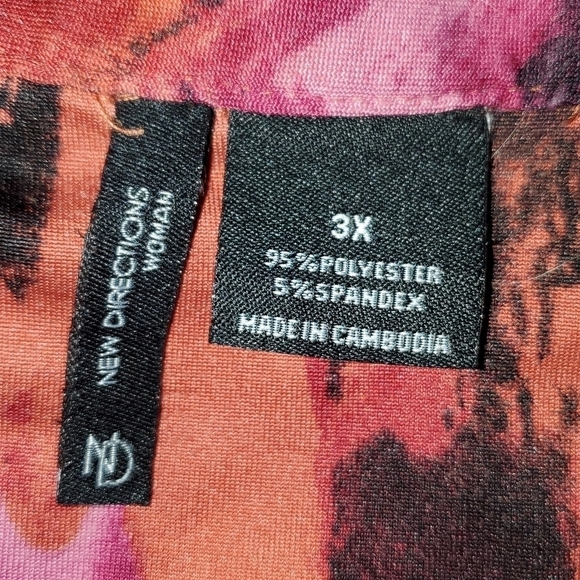 NEW DIRECTIONS
WOMAN
ND
3X
95%POLYESTER
5%SPANDEX
MADE IN CAMBODIA